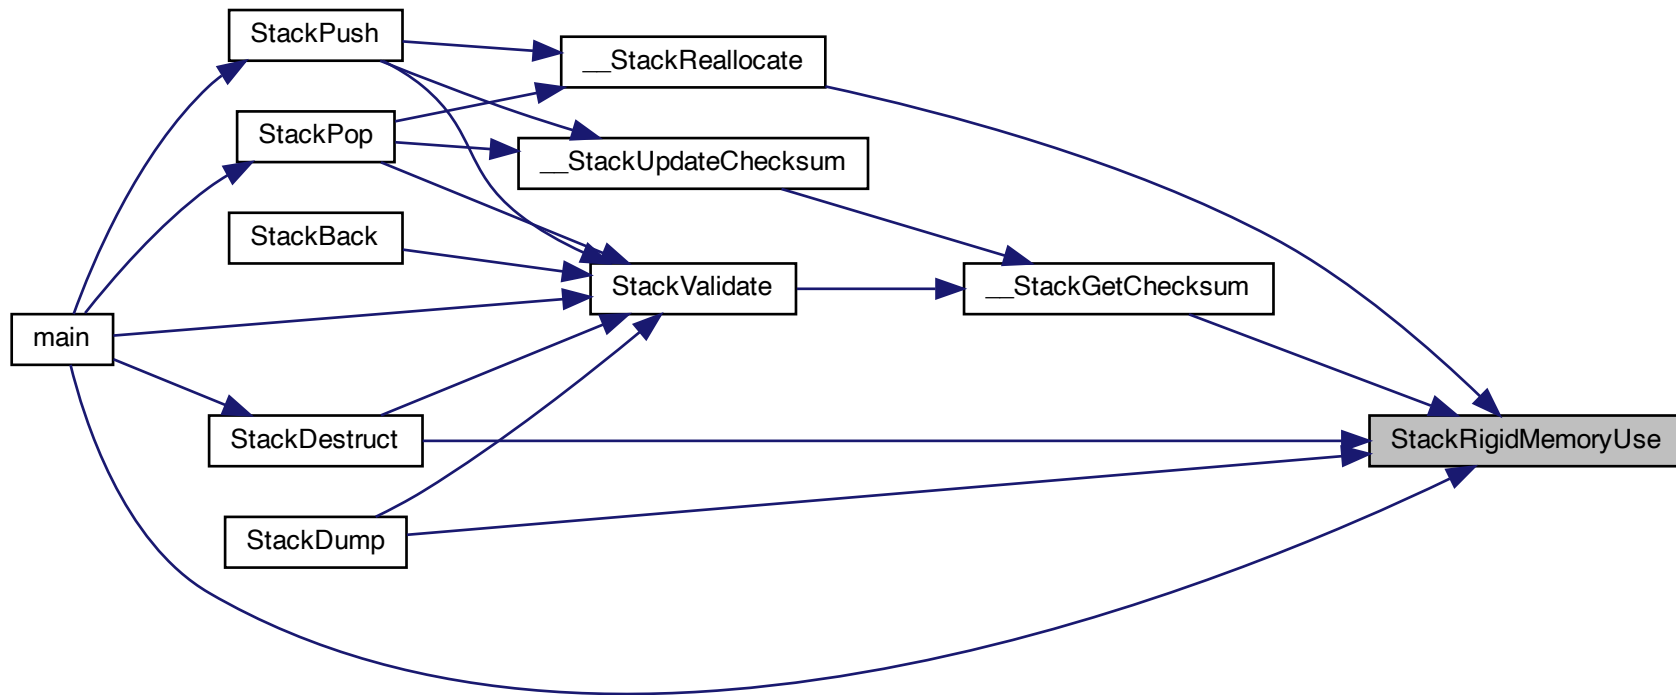 StackPush
__StackReallocate
StackPop
__StackUpdateChecksum
StackBack
StackValidate
__StackGetChecksum
main
StackDestruct
StackRigidMemoryUse
StackDump